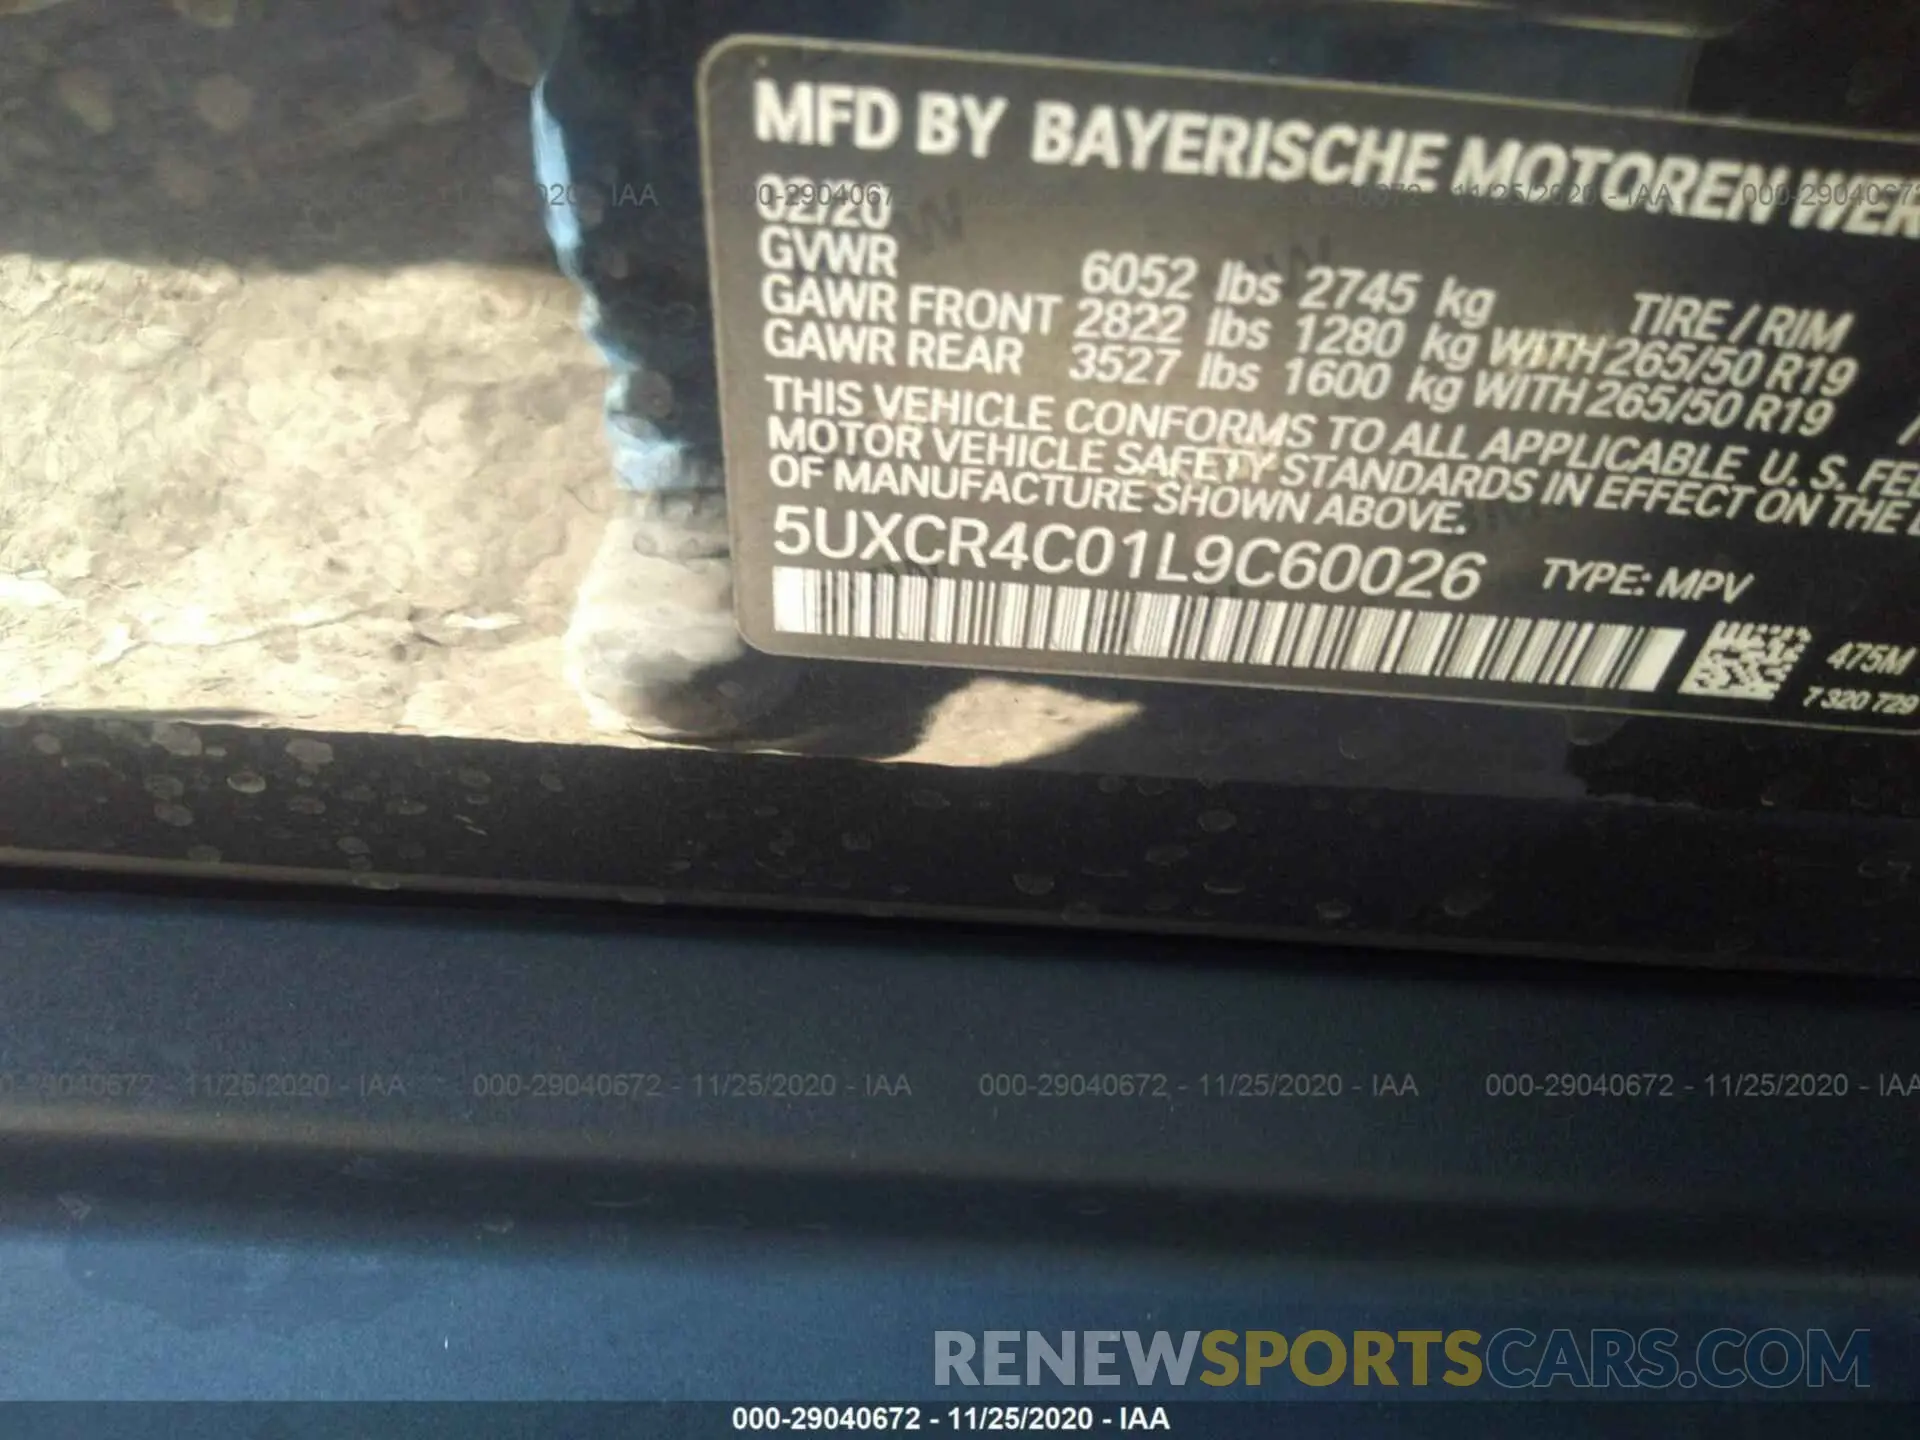 MFD BY BAYERISCHE MOTOREN WER
02/20
GVWR 6052 lbs 2745 kg TIRE / RIM
GAWR FRONT 2822 lbs 1280 kg WITH 265/50 R19
GAWR REAR 3527 lbs 1600 kg WITH 265/50 R19
THIS VEHICLE CONFORMS TO ALL APPLICABLE U. S. FED
MOTOR VEHICLE SAFETY STANDARDS IN EFFECT ON THE D
OF MANUFACTURE SHOWN ABOVE.
5UXCR4C01L9C60026 TYPE: MPV
475M
7 320 729
000-29040672 - 11/25/2020 - IAA 000-29040672 - 11/25/2020 - IAA 000-29040672 - 11/25/2020 - IAA 000-29040672 - 11/25/2020 - IAA
RENEWSPORTSCARS.COM
000-29040672 - 11/25/2020 - IAA